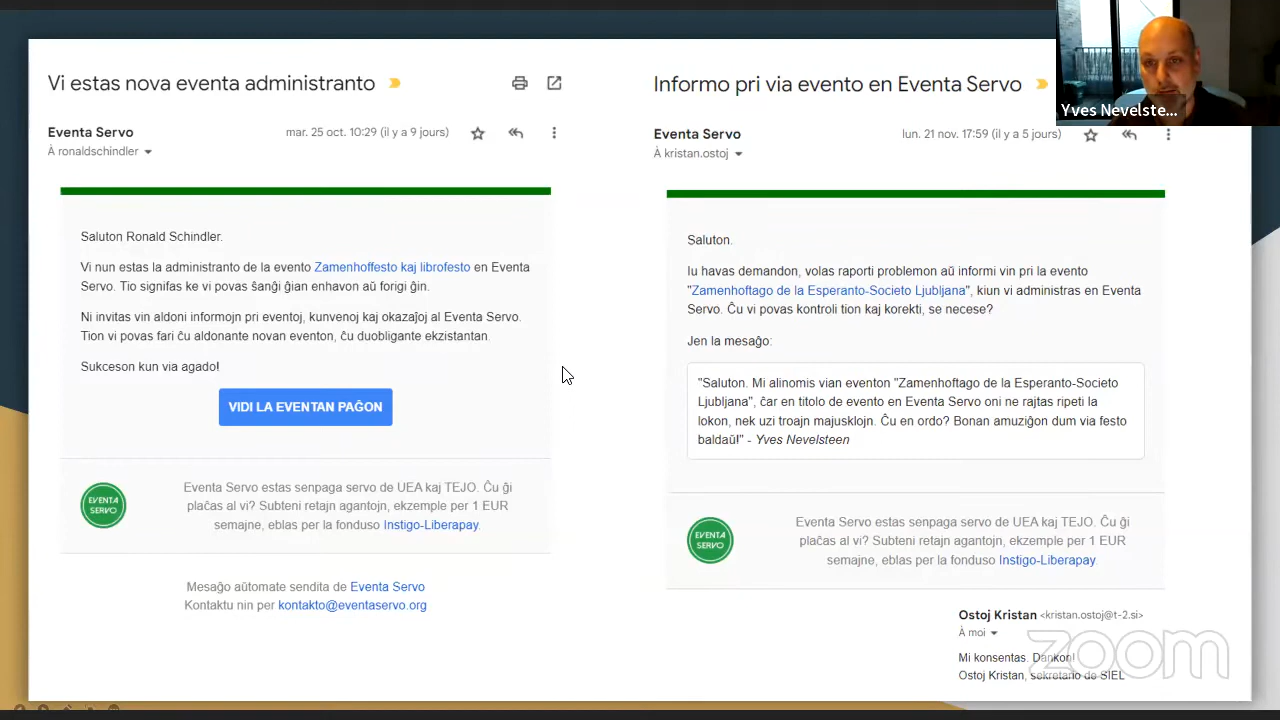 Vi estas nova eventa administranto
Eventa Servo
mar. 25 oct. 10:29 (il y a 9 jours)
À ronaldschindler
Saluton Ronald Schindler.
Vi nun estas la administranto de la evento Zamenhoffesto kaj librofesto en Eventa
Servo. Tio signifas ke vi povas ŝanĝi ĝian enhavon aŭ forigi ĝin.
Ni invitas vin aldoni informojn pri eventoj, kunvenoj kaj okazaĵoj al Eventa Servo.
Tion vi povas fari ĉu aldonante novan eventon, ĉu duobligante ekzistantan.
Sukceson kun via agado!
VIDI LA EVENTAN PAĜON
EVENTA
SERVO
Eventa Servo estas senpaga servo de UEA kaj TEJO. Ĉu ĝi
plaĉas al vi? Subteni retajn agantojn, ekzemple per 1 EUR
semajne, eblas per la fonduso Instigo-Liberapay.
Mesaĝo aŭtomate sendita de Eventa Servo
Kontaktu nin per kontakto@eventaservo.org
Informo pri via evento en Eventa Servo
Eventa Servo
lun. 21 nov. 17:59 (il y a 5 jours)
À kristan.ostoj
Saluton.
Iu havas demandon, volas raporti problemon aŭ informi vin pri la evento
"Zamenhoftago de la Esperanto-Societo Ljubljana", kiun vi administras en Eventa
Servo. Ĉu vi povas kontroli tion kaj korekti, se necese?
Jen la mesaĝo:
"Saluton. Mi alinomis vian eventon "Zamenhoftago de la Esperanto-Societo
Ljubljana", ĉar en titolo de evento en Eventa Servo oni ne rajtas ripeti la
lokon, nek uzi troajn majusklojn. Ĉu en ordo? Bonan amuziĝon dum via festo
baldaŭ!" - Yves Nevelsteen
EVENTA
SERVO
Eventa Servo estas senpaga servo de UEA kaj TEJO. Ĉu ĝi
plaĉas al vi? Subteni retajn agantojn, ekzemple per 1 EUR
semajne, eblas per la fonduso Instigo-Liberapay.
Ostoj Kristan <kristan.ostoj@t-2.si>
À moi
Mi konsentas. Dankon!
Ostoj Kristan, sekretario de SIEL
Yves Nevelste...
zoom